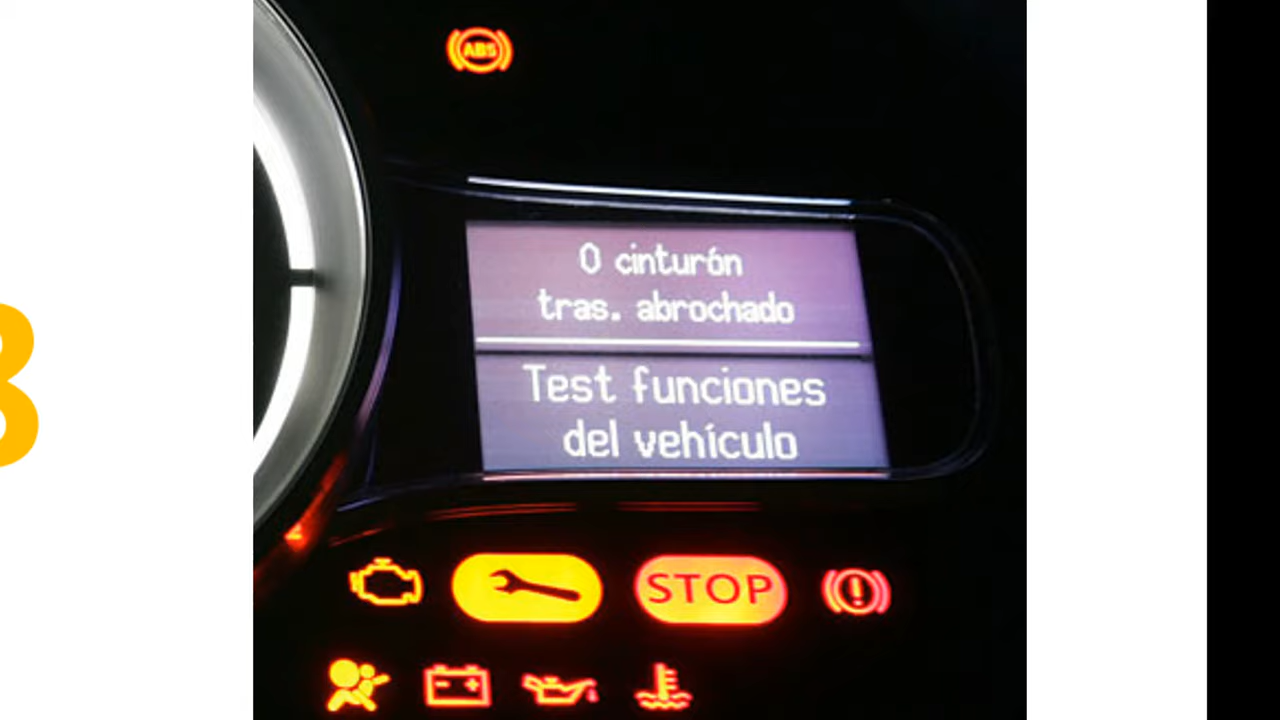 ABS
0 cinturón
tras. abrochado
Test funciones
del vehículo
STOP